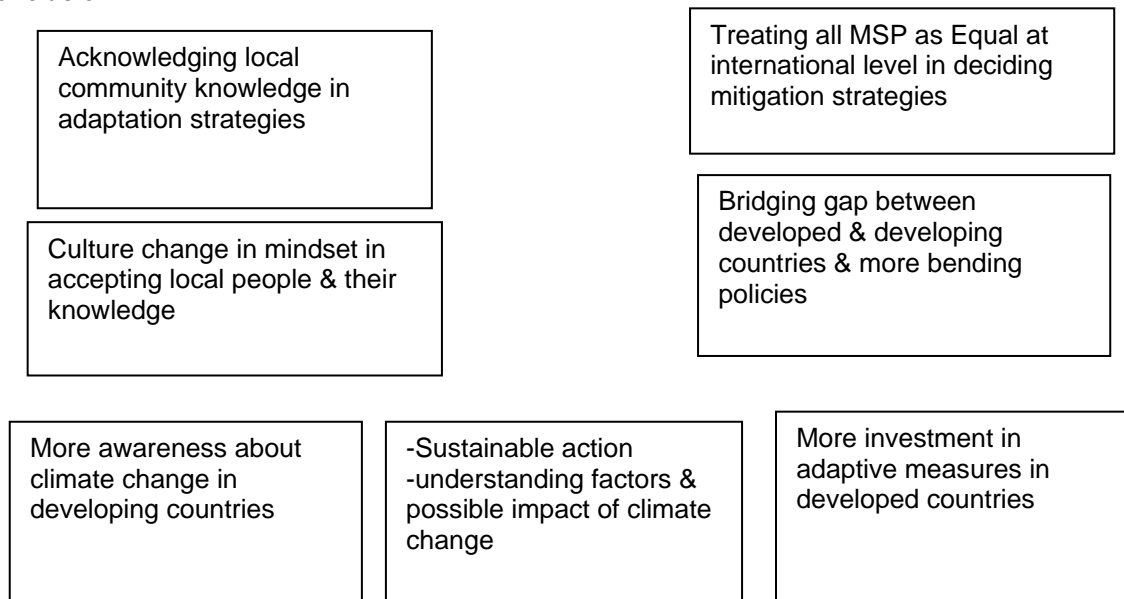 Acknowledging local
community knowledge in
adaptation strategies
Treating all MSP as Equal at
international level in deciding
mitigation strategies
Culture change in mindset in
accepting local people & their
knowledge
Bridging gap between
developed & developing
countries & more bending
policies
More awareness about
climate change in
developing countries
-Sustainable action
-understanding factors &
possible impact of climate
change
More investment in
adaptive measures in
developed countries